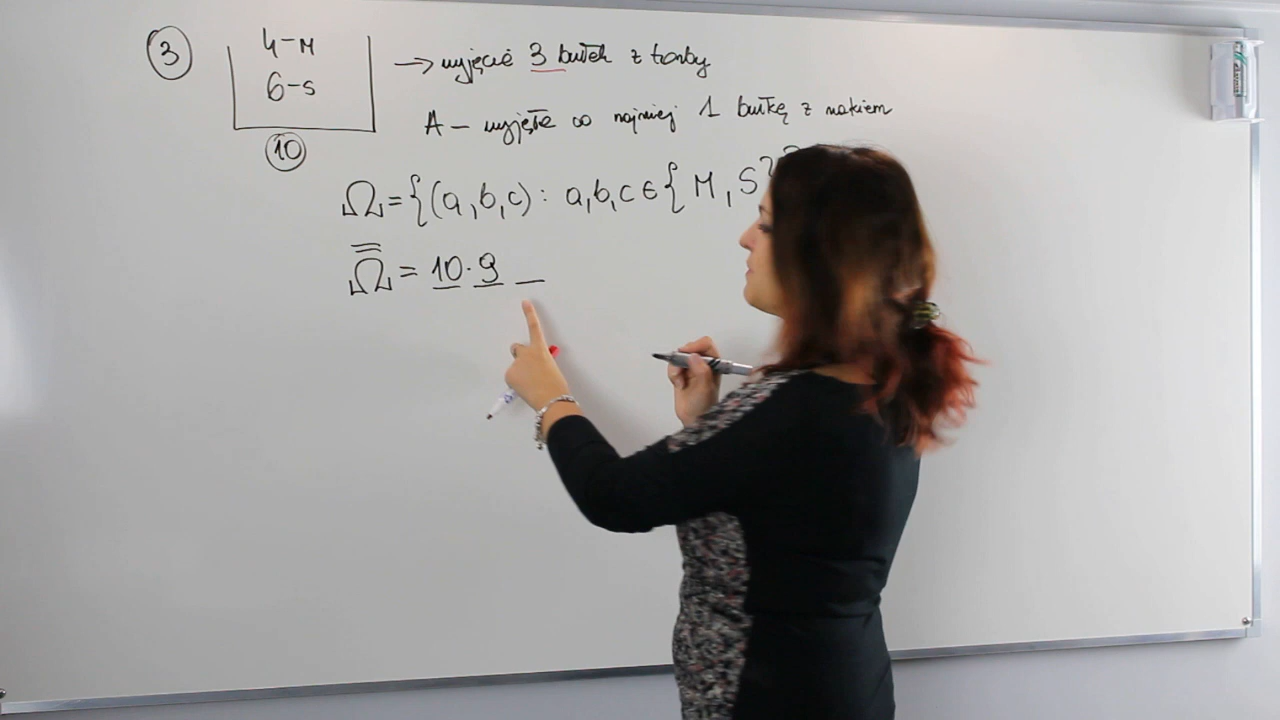 ③ 4-M → wyjęcie 3 bułek z torby
6-S
⑩
A - wyjęte co najmniej 1 bułkę z makiem
Ω={(a,b,c): a,b,c ∈ {M,S}}
Ω̿ = 10·9 _